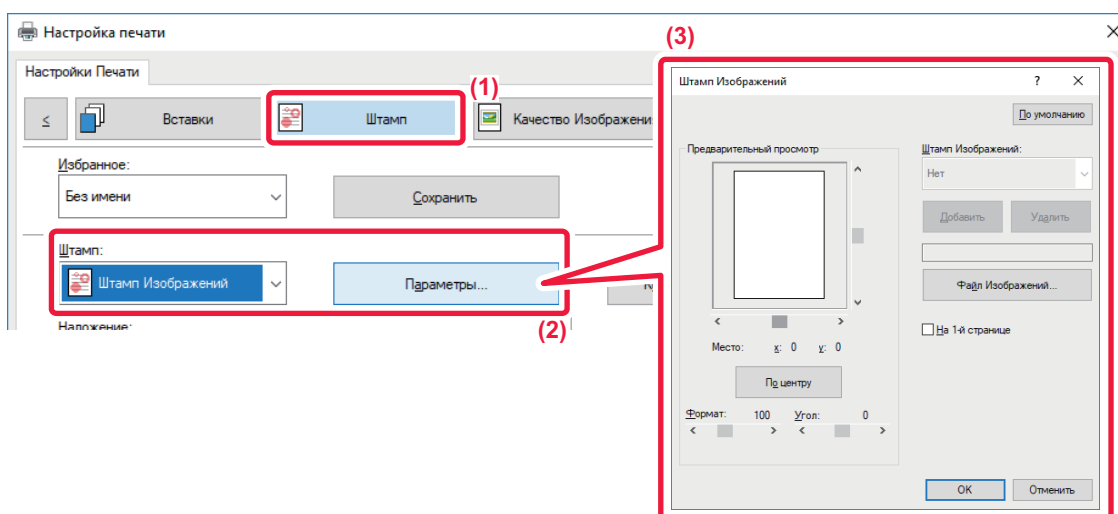 Настройка печати
(3)
Настройки Печати
(1)
≤
Вставки
Штамп
Качество Изображени
Избранное:
Без имени
Сохранить
Штамп:
Штамп Изображений
Параметры...
Наложение:
(2)
Штамп Изображений
?
По умолчанию
Предварительный просмотр
Штамп Изображений:
Нет
Добавить
Удалить
Файл Изображений...
На 1-й странице
Место: x: 0 y: 0
По центру
Формат: 100 Угол: 0
OK
Отменить